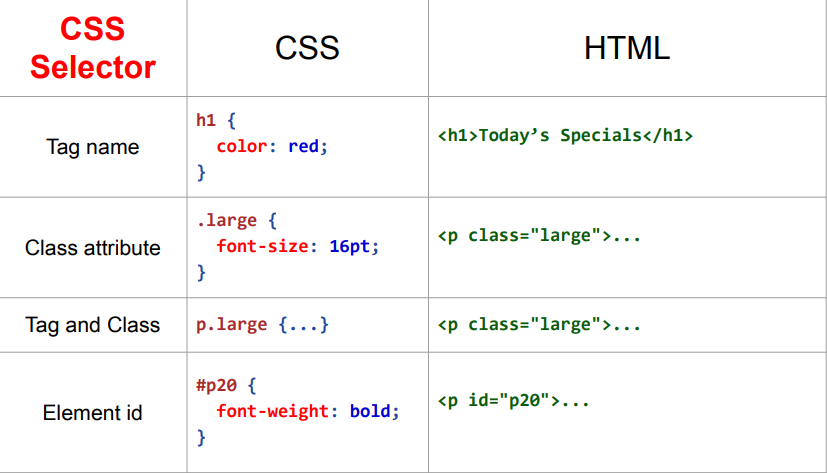 CSS
Selector
CSS
HTML
Tag name
h1 {
  color: red;
}
<h1>Today’s Specials</h1>
Class attribute
.large {
  font-size: 16pt;
}
<p class="large">...
Tag and Class
p.large {...}
<p class="large">...
Element id
#p20 {
  font-weight: bold;
}
<p id="p20">...